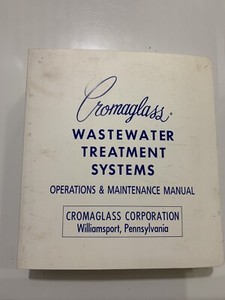 Cromaglass®
WASTEWATER
TREATMENT
SYSTEMS
OPERATIONS & MAINTENANCE MANUAL
CROMAGLASS CORPORATION
Williamsport, Pennsylvania